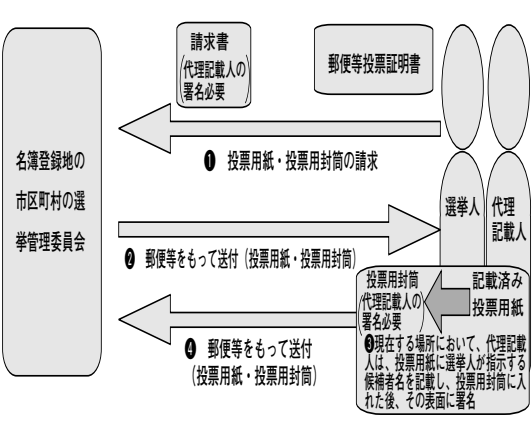 名簿登録地の
市区町村の選
挙管理委員会
請求書
(代理記載人の
署名必要)
郵便等投票証明書
❶ 投票用紙・投票用封筒の請求
選挙人
代理
記載人
❷ 郵便等をもって送付(投票用紙・投票用封筒)
投票用封筒
(代理記載人の
署名必要)
記載済み
投票用紙
❸現在する場所において、代理記載
人は、投票用紙に選挙人が指示する
候補者名を記載し、投票用封筒に入
れた後、その表面に署名
❹ 郵便等をもって送付
(投票用紙・投票用封筒)